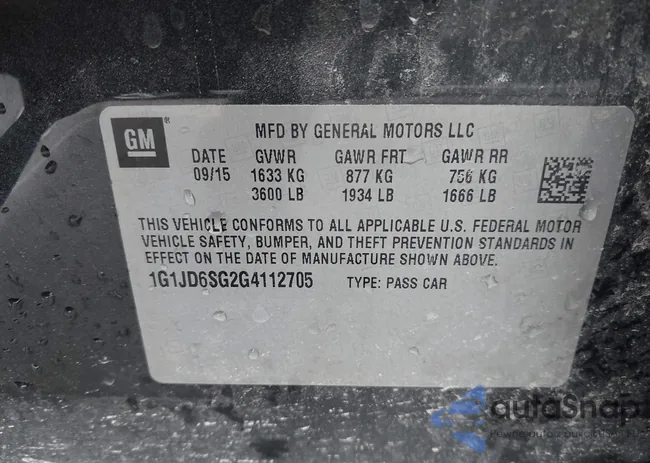 GM
MFD BY GENERAL MOTORS LLC
DATE GVWR GAWR FRT GAWR RR
09/15 1633 KG 877 KG 756 KG
3600 LB 1934 LB 1666 LB
THIS VEHICLE CONFORMS TO ALL APPLICABLE U.S. FEDERAL MOTOR
VEHICLE SAFETY, BUMPER, AND THEFT PREVENTION STANDARDS IN
EFFECT ON THE DATE OF MANUFACTURE SHOWN ABOVE.
1G1JD6SG2G4112705 TYPE: PASS CAR
autoSnap